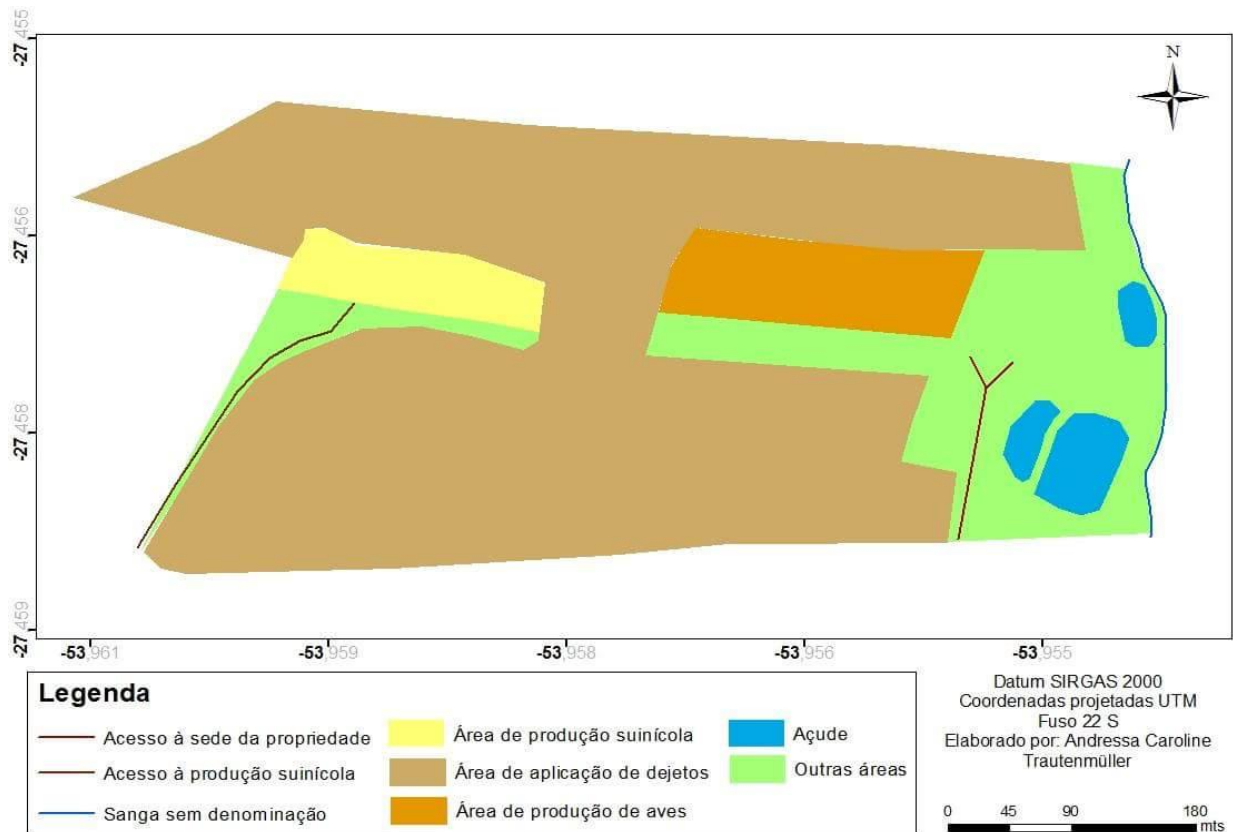 N
-27,455
-27,456
-27,458
-27,459
-53,961 -53,959 -53,958 -53,956 -53,955
Legenda
Acesso à sede da propriedade
Acesso à produção suinícola
Sanga sem denominação
Área de produção suinícola
Área de aplicação de dejetos
Área de produção de aves
Açude
Outras áreas
Datum SIRGAS 2000
Coordenadas projetadas UTM
Fuso 22 S
Elaborado por: Andressa Caroline
Trautenmüller
0 45 90 180
mts